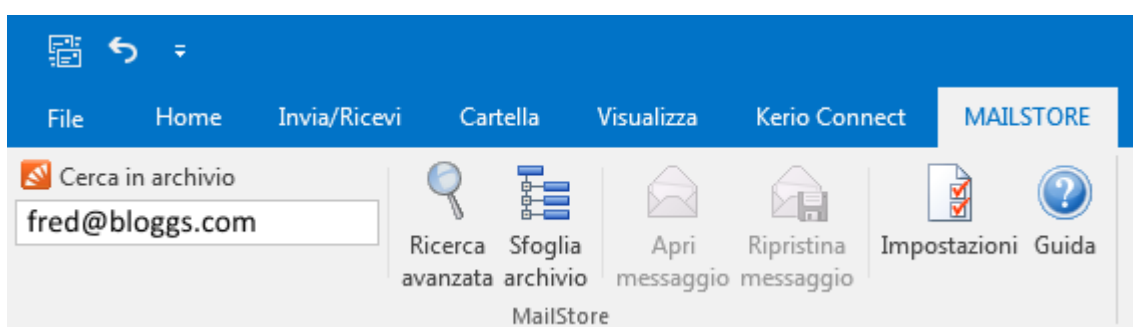 File Home Invia/Ricevi Cartella Visualizza Kerio Connect MAILSTORE
Cerca in archivio
fred@bloggs.com
Ricerca avanzata
Sfoglia archivio
Apri messaggio
Ripristina messaggio
Impostazioni
Guida
MailStore